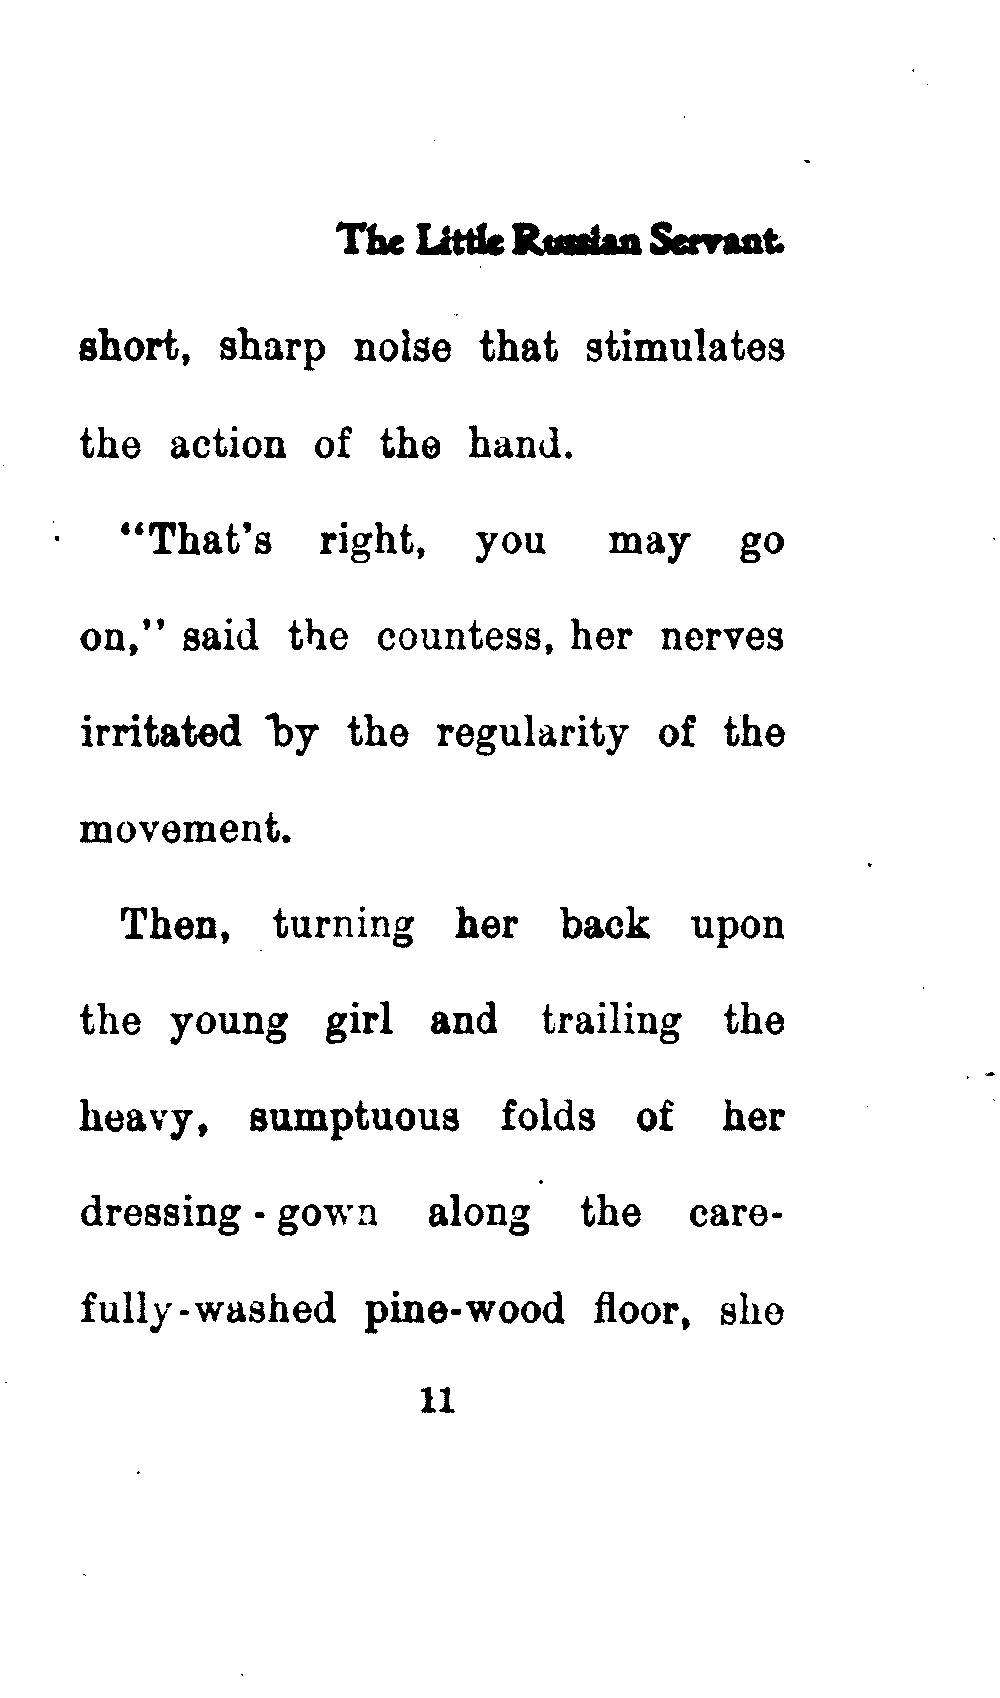 The Little Russian Servant.
short, sharp noise that stimulates
the action of the hand.
"That's right, you may go
on," said the countess, her nerves
irritated by the regularity of the
movement.
Then, turning her back upon
the young girl and trailing the
heavy, sumptuous folds of her
dressing-gown along the care-
fully-washed pine-wood floor, she
11